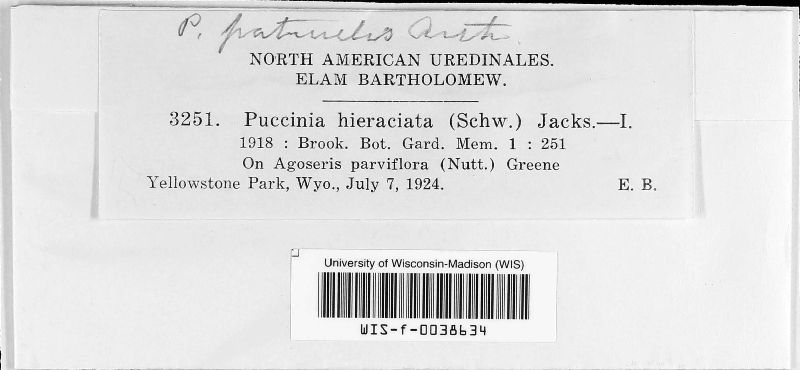 P. patruelis Arth.
NORTH AMERICAN UREDINALES.
ELAM BARTHOLOMEW.
3251. Puccinia hieraciata (Schw.) Jacks.—I.
1918 : Brook. Bot. Gard. Mem. 1 : 251
On Agoseris parviflora (Nutt.) Greene
Yellowstone Park, Wyo., July 7, 1924. E. B.
University of Wisconsin-Madison (WIS)
WIS-f-0038634